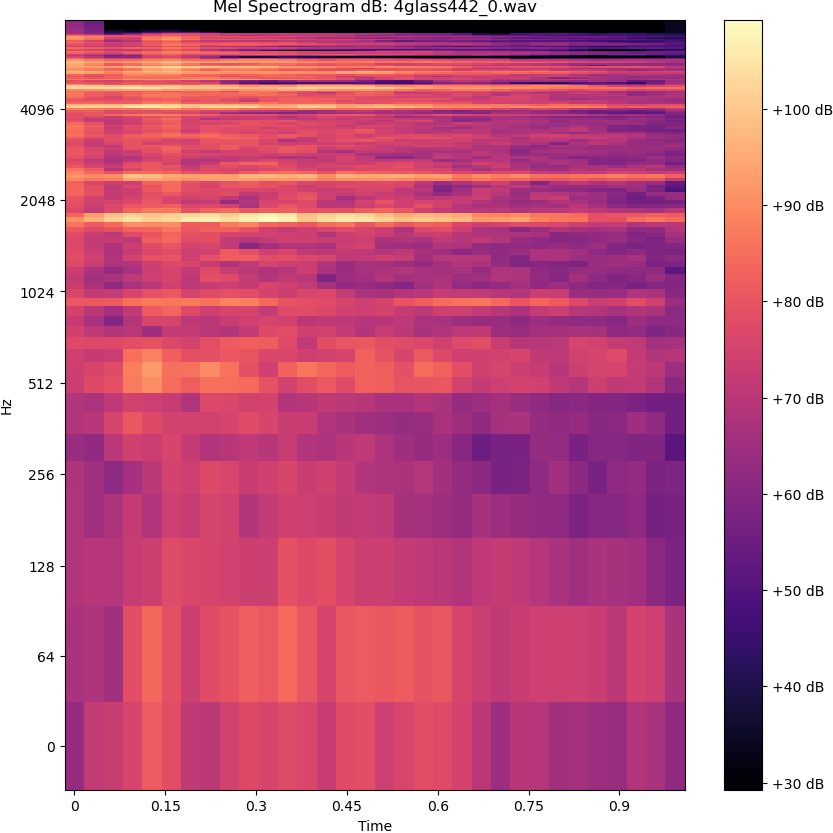 Mel Spectrogram dB: 4glass442_0.wav
4096
2048
1024
512
256
128
64
0
Hz
0
0.15
0.3
0.45
0.6
0.75
0.9
Time
+100 dB
+90 dB
+80 dB
+70 dB
+60 dB
+50 dB
+40 dB
+30 dB